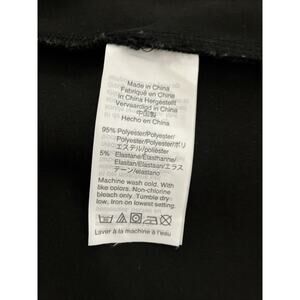 Made in China
Fabriqué en Chine
In China Hergestellt
Vervaardigd in China
中国製
Hecho en China
95% Polyester/Polyester/
Polyester/Polyester/ポリ
エステル/poliéster
5% Elastane/Élasthanne/
Elastan/Elastaan/エラス
テーン/elastano
Machine wash cold. With
like colors. Non-chlorine
bleach only. Tumble dry
low. Iron on lowest setting.
Laver à la machine à l'eau